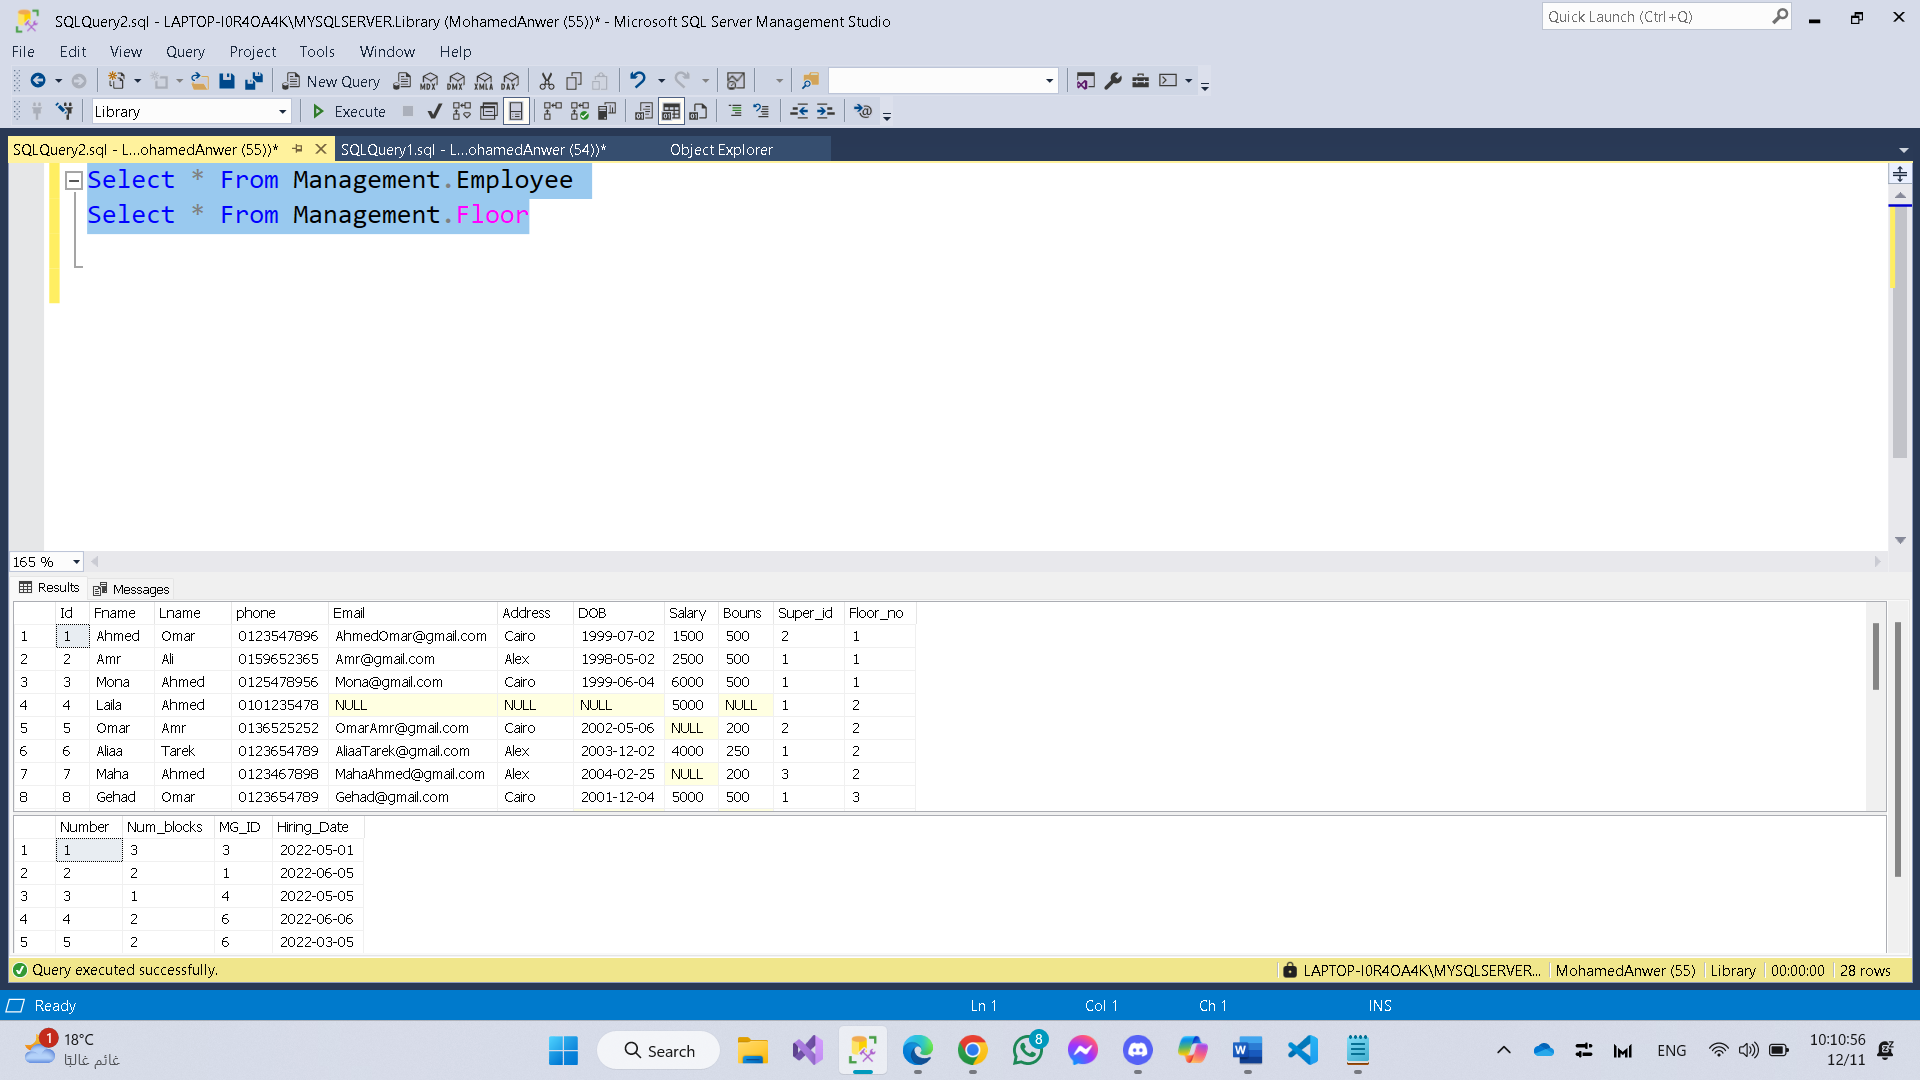 SQLQuery2.sql - LAPTOP-I0R4OA4K\MYSQLSERVER.Library (MohamedAnwer (55))* - Microsoft SQL Server Management Studio
Quick Launch (Ctrl+Q)
File Edit View Query Project Tools Window Help
New Query MDX DMX XMLA DAX
Library Execute
SQLQuery2.sql - L...ohamedAnwer (55))* SQLQuery1.sql - L...ohamedAnwer (54))* Object Explorer
Select * From Management.Employee
Select * From Management.Floor
165 %
Results Messages
Id Fname Lname phone Email Address DOB Salary Bouns Super_id Floor_no
1 1 Ahmed Omar 0123547896 AhmedOmar@gmail.com Cairo 1999-07-02 1500 500 2 1
2 2 Amr Ali 0159652365 Amr@gmail.com Alex 1998-05-02 2500 500 1 1
3 3 Mona Ahmed 0125478956 Mona@gmail.com Cairo 1999-06-04 6000 500 1 1
4 4 Laila Ahmed 0101235478 NULL NULL NULL 5000 NULL 1 2
5 5 Omar Amr 0136525252 OmarAmr@gmail.com Cairo 2002-05-06 NULL 200 2 2
6 6 Aliaa Tarek 0123654789 AliaaTarek@gmail.com Alex 2003-12-02 4000 250 1 2
7 7 Maha Ahmed 0123467898 MahaAhmed@gmail.com Alex 2004-02-25 NULL 200 3 2
8 8 Gehad Omar 0123654789 Gehad@gmail.com Cairo 2001-12-04 5000 500 1 3
Number Num_blocks MG_ID Hiring_Date
1 1 3 3 2022-05-01
2 2 2 1 2022-06-05
3 3 1 4 2022-05-05
4 4 2 6 2022-06-06
5 5 2 6 2022-03-05
Query executed successfully. LAPTOP-I0R4OA4K\MYSQLSERVER... MohamedAnwer (55) Library 00:00:00 28 rows
Ready Ln 1 Col 1 Ch 1 INS
1 18°C
غائم غالبًا
Search
8
ENG
10:10:56
12/11